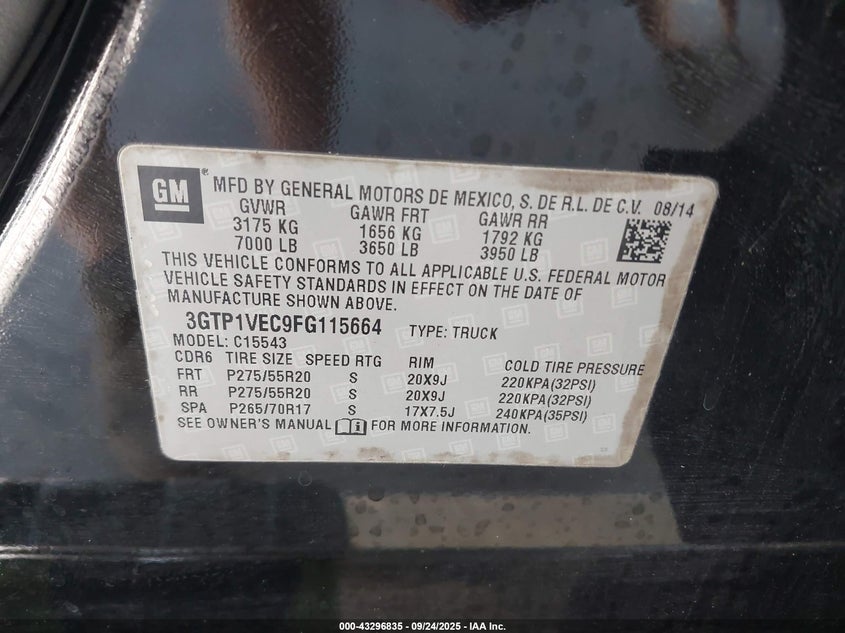 GM ® MFD BY GENERAL MOTORS DE MEXICO, S. DE R.L. DE C.V. 08/14
GVWR GAWR FRT GAWR RR
3175 KG 1656 KG 1792 KG
7000 LB 3650 LB 3950 LB
THIS VEHICLE CONFORMS TO ALL APPLICABLE U.S. FEDERAL MOTOR
VEHICLE SAFETY STANDARDS IN EFFECT ON THE DATE OF
MANUFACTURE SHOWN ABOVE.
3GTP1VEC9FG115664 TYPE: TRUCK
MODEL: C15543
CDR6 TIRE SIZE SPEED RTG RIM COLD TIRE PRESSURE
FRT P275/55R20 S 20X9J 220KPA(32PSI)
RR P275/55R20 S 20X9J 220KPA(32PSI)
SPA P265/70R17 S 17X7.5J 240KPA(35PSI)
SEE OWNER'S MANUAL FOR MORE INFORMATION.
000-43296835 - 09/24/2025 - IAA Inc.